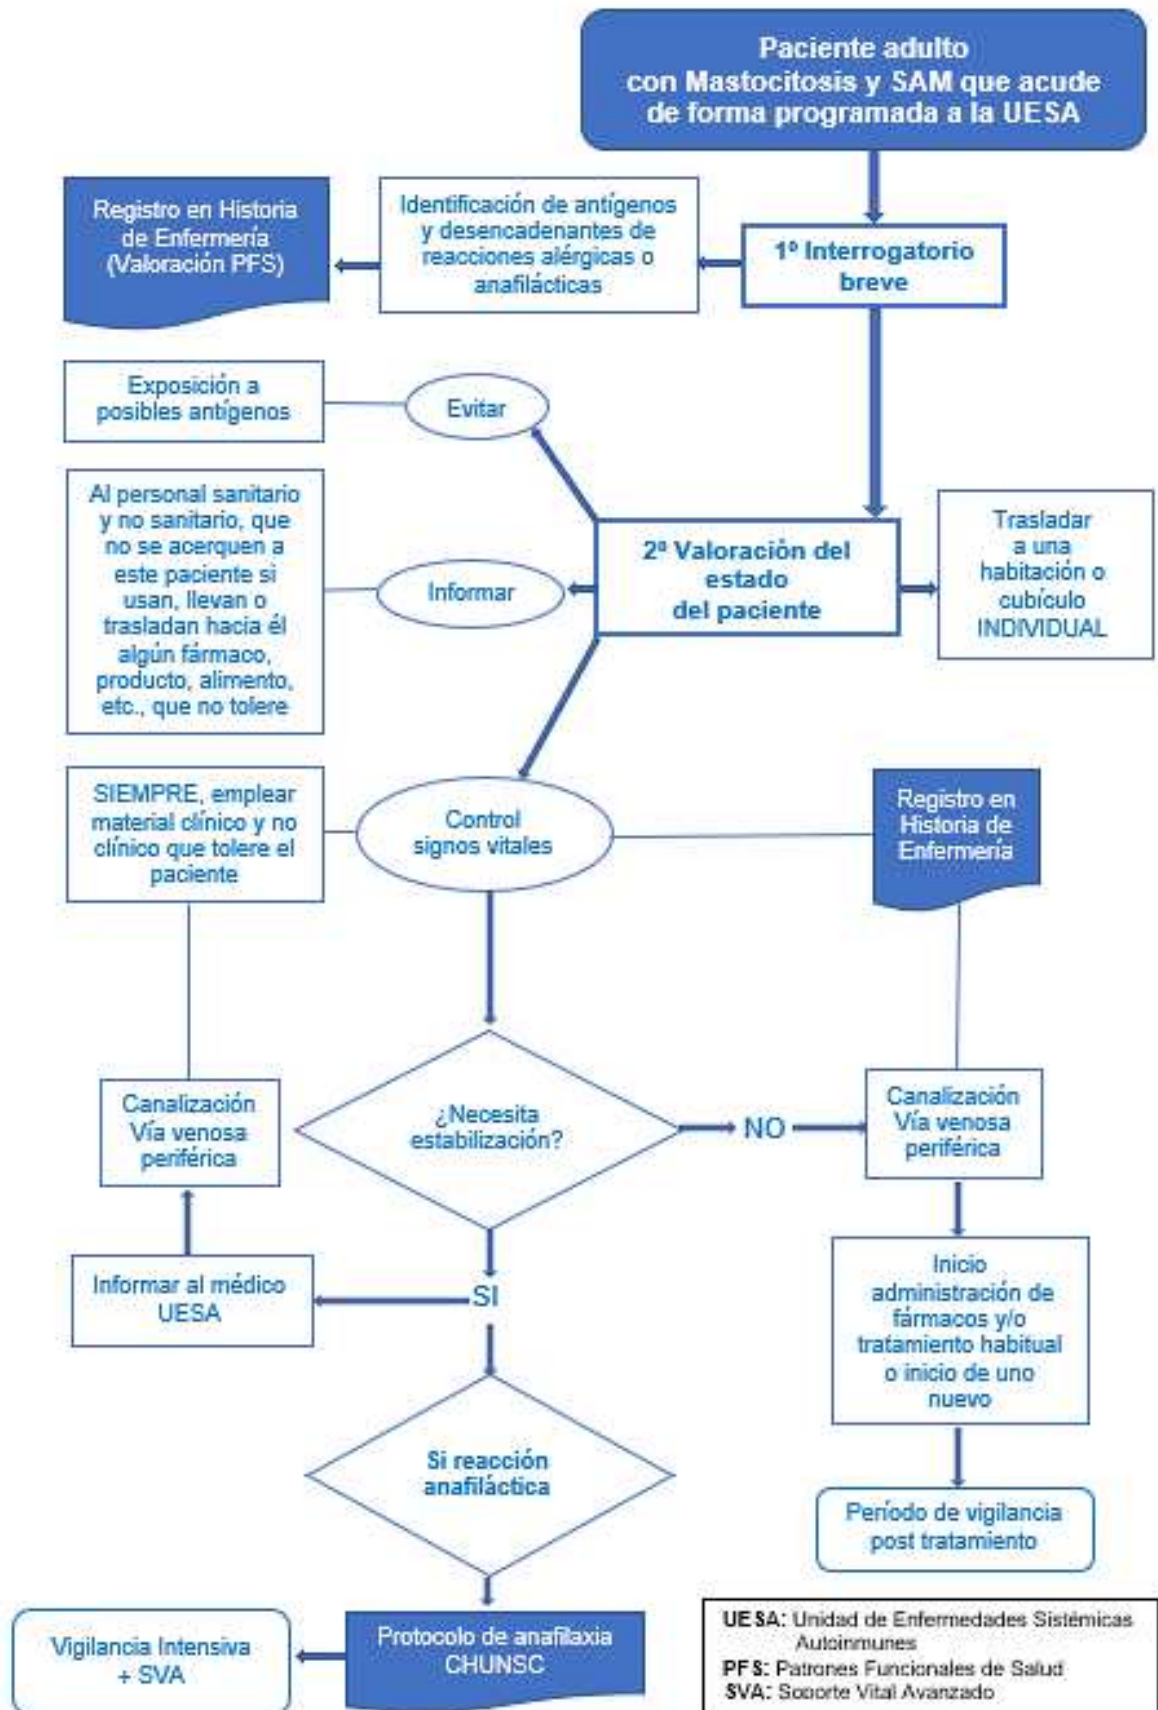 Paciente adulto
con Mastocitosis y SAM que acude
de forma programada a la UESA
Registro en Historia
de Enfermería
(Valoración PFS)
Identificación de antígenos
y desencadenantes de
reacciones alérgicas o
anafilácticas
1º Interrogatorio
breve
Exposición a
posibles antígenos
Evitar
Al personal sanitario
y no sanitario, que
no se acerquen a
este paciente si
usan, llevan o
trasladan hacia él
algún fármaco,
producto, alimento,
etc., que no tolere
Informar
2ª Valoración del
estado
del paciente
Trasladar
a una
habitación o
cubículo
INDIVIDUAL
SIEMPRE, emplear
material clínico y no
clínico que tolere el
paciente
Control
signos vitales
Registro en
Historia de
Enfermería
Canalización
Vía venosa
periférica
¿Necesita
estabilización?
NO
Canalización
Vía venosa
periférica
Informar al médico
UESA
SI
Inicio
administración de
fármacos y/o
tratamiento habitual
o inicio de uno
nuevo
Si reacción
anafiláctica
Período de vigilancia
post tratamiento
Vigilancia Intensiva
+ SVA
Protocolo de anafilaxia
CHUNSC
UESA: Unidad de Enfermedades Sistémicas
Autoinmunes
PFS: Patrones Funcionales de Salud
SVA: Soporte Vital Avanzado